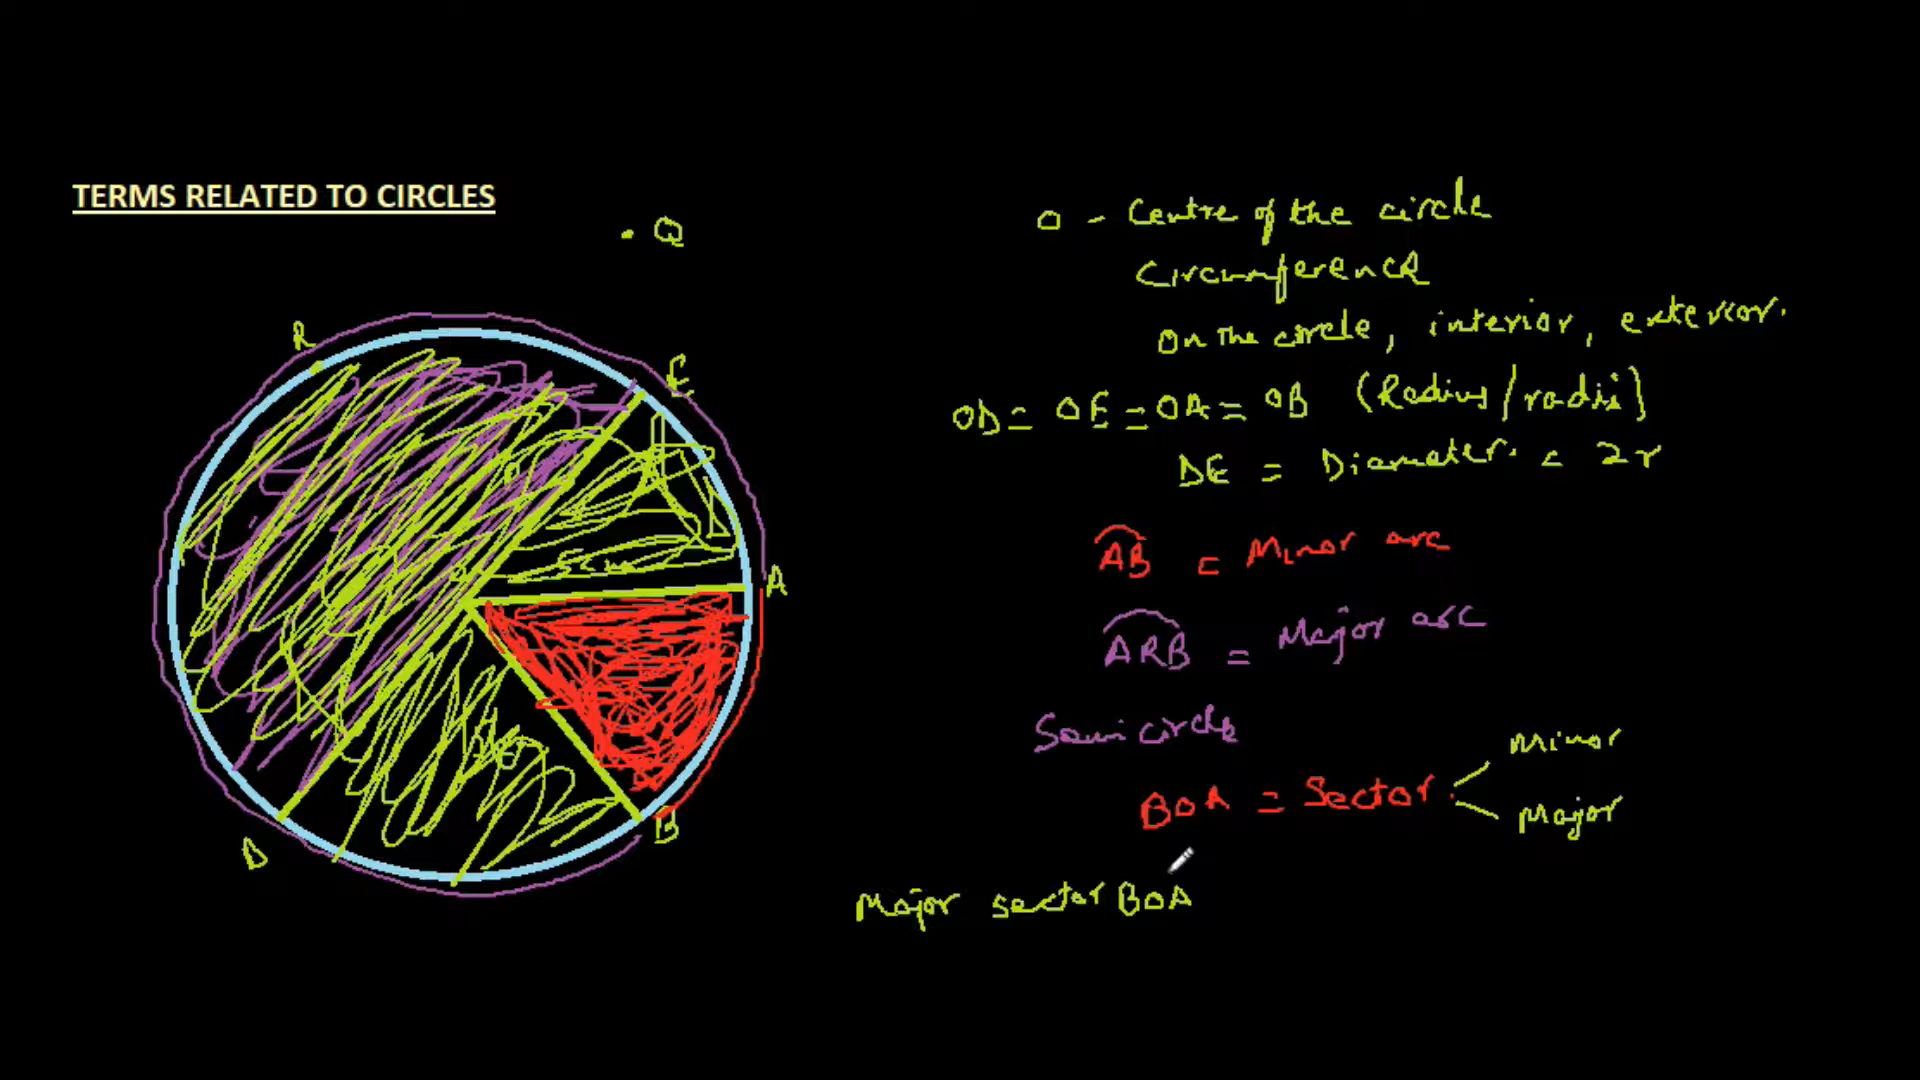 TERMS RELATED TO CIRCLES
. Q
R
E
A
B
D
5cm
O - Centre of the circle
Circumference
On the circle, interior, exterior.
OD = OE = OA = OB (Radius/radii)
DE = Diameter. = 2r
AB = Minor arc
ARB = Major arc
Semi circle
BOA = Sector
Minor
Major
Major sector BOA